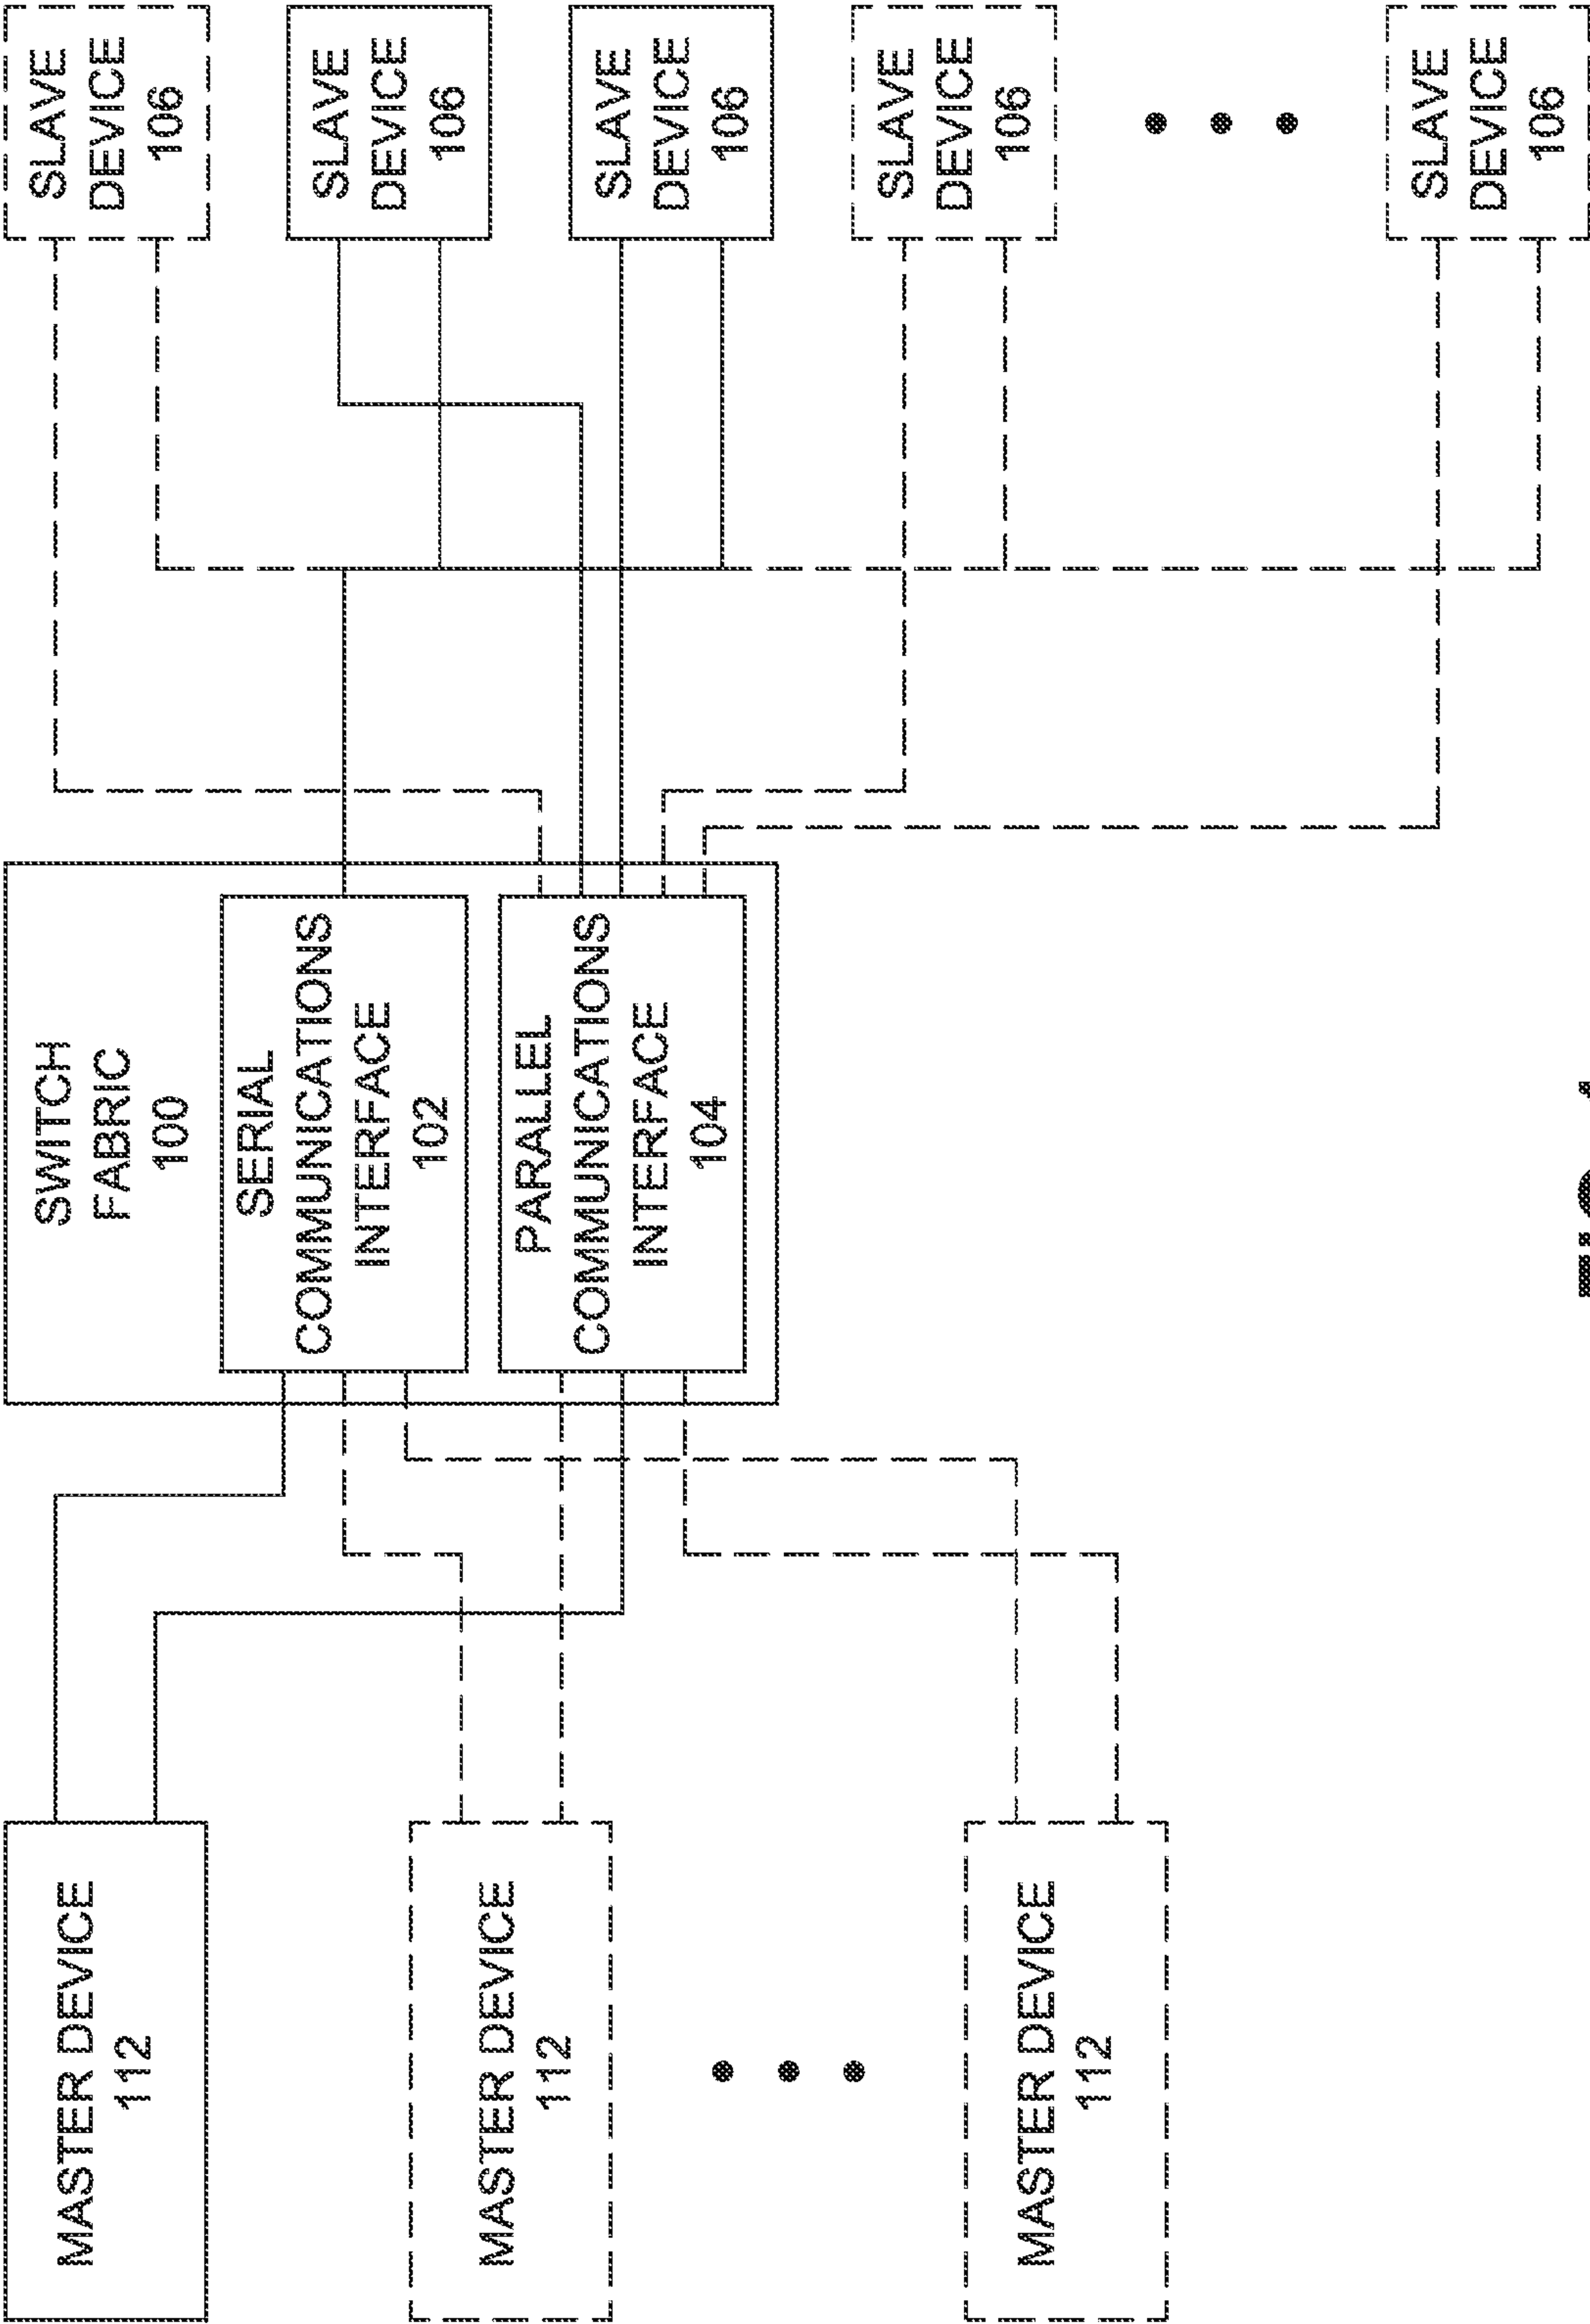 MASTER DEVICE
112
MASTER DEVICE
112
MASTER DEVICE
112
SWITCH
FABRIC
100
SERIAL
COMMUNICATIONS
INTERFACE
102
PARALLEL
COMMUNICATIONS
INTERFACE
104
SLAVE
DEVICE
106
SLAVE
DEVICE
106
SLAVE
DEVICE
106
SLAVE
DEVICE
106
SLAVE
DEVICE
106